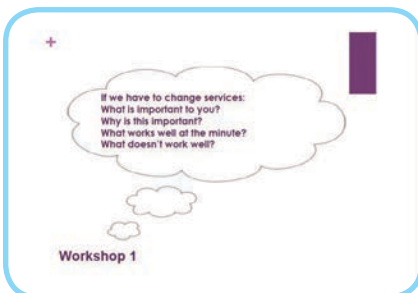 +
If we have to change services:
What is important to you?
Why is this important?
What works well at the minute?
What doesn't work well?
Workshop 1